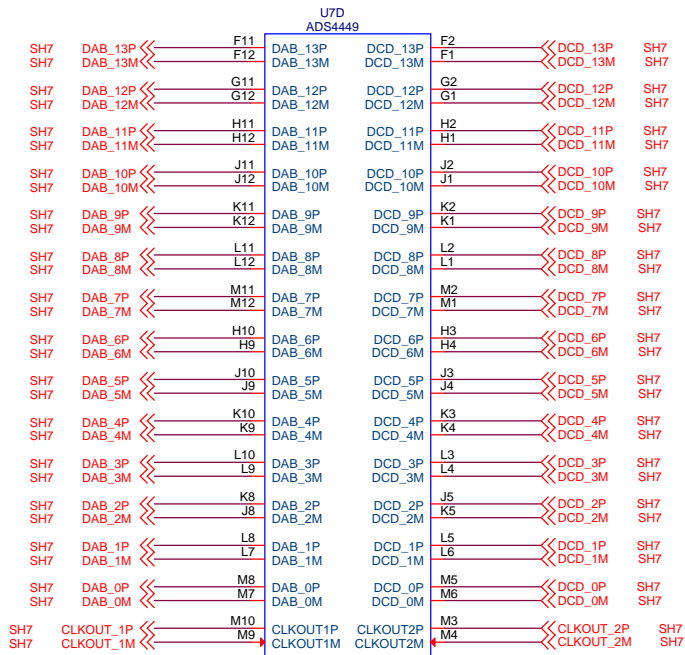 U7D
ADS4449
SH7 DAB_13P F11 DAB_13P DCD_13P F2 DCD_13P SH7
SH7 DAB_13M F12 DAB_13M DCD_13M F1 DCD_13M SH7
SH7 DAB_12P G11 DAB_12P DCD_12P G2 DCD_12P SH7
SH7 DAB_12M G12 DAB_12M DCD_12M G1 DCD_12M SH7
SH7 DAB_11P H11 DAB_11P DCD_11P H2 DCD_11P SH7
SH7 DAB_11M H12 DAB_11M DCD_11M H1 DCD_11M SH7
SH7 DAB_10P J11 DAB_10P DCD_10P J2 DCD_10P SH7
SH7 DAB_10M J12 DAB_10M DCD_10M J1 DCD_10M SH7
SH7 DAB_9P K11 DAB_9P DCD_9P K2 DCD_9P SH7
SH7 DAB_9M K12 DAB_9M DCD_9M K1 DCD_9M SH7
SH7 DAB_8P L11 DAB_8P DCD_8P L2 DCD_8P SH7
SH7 DAB_8M L12 DAB_8M DCD_8M L1 DCD_8M SH7
SH7 DAB_7P M11 DAB_7P DCD_7P M2 DCD_7P SH7
SH7 DAB_7M M12 DAB_7M DCD_7M M1 DCD_7M SH7
SH7 DAB_6P H10 DAB_6P DCD_6P H3 DCD_6P SH7
SH7 DAB_6M H9 DAB_6M DCD_6M H4 DCD_6M SH7
SH7 DAB_5P J10 DAB_5P DCD_5P J3 DCD_5P SH7
SH7 DAB_5M J9 DAB_5M DCD_5M J4 DCD_5M SH7
SH7 DAB_4P K10 DAB_4P DCD_4P K3 DCD_4P SH7
SH7 DAB_4M K9 DAB_4M DCD_4M K4 DCD_4M SH7
SH7 DAB_3P L10 DAB_3P DCD_3P L3 DCD_3P SH7
SH7 DAB_3M L9 DAB_3M DCD_3M L4 DCD_3M SH7
SH7 DAB_2P K8 DAB_2P DCD_2P J5 DCD_2P SH7
SH7 DAB_2M J8 DAB_2M DCD_2M K5 DCD_2M SH7
SH7 DAB_1P L8 DAB_1P DCD_1P L5 DCD_1P SH7
SH7 DAB_1M L7 DAB_1M DCD_1M L6 DCD_1M SH7
SH7 DAB_0P M8 DAB_0P DCD_0P M5 DCD_0P SH7
SH7 DAB_0M M7 DAB_0M DCD_0M M6 DCD_0M SH7
SH7 CLKOUT_1P M10 CLKOUT1P CLKOUT2P M3 CLKOUT_2P SH7
SH7 CLKOUT_1M M9 CLKOUT1M CLKOUT2M M4 CLKOUT_2M SH7